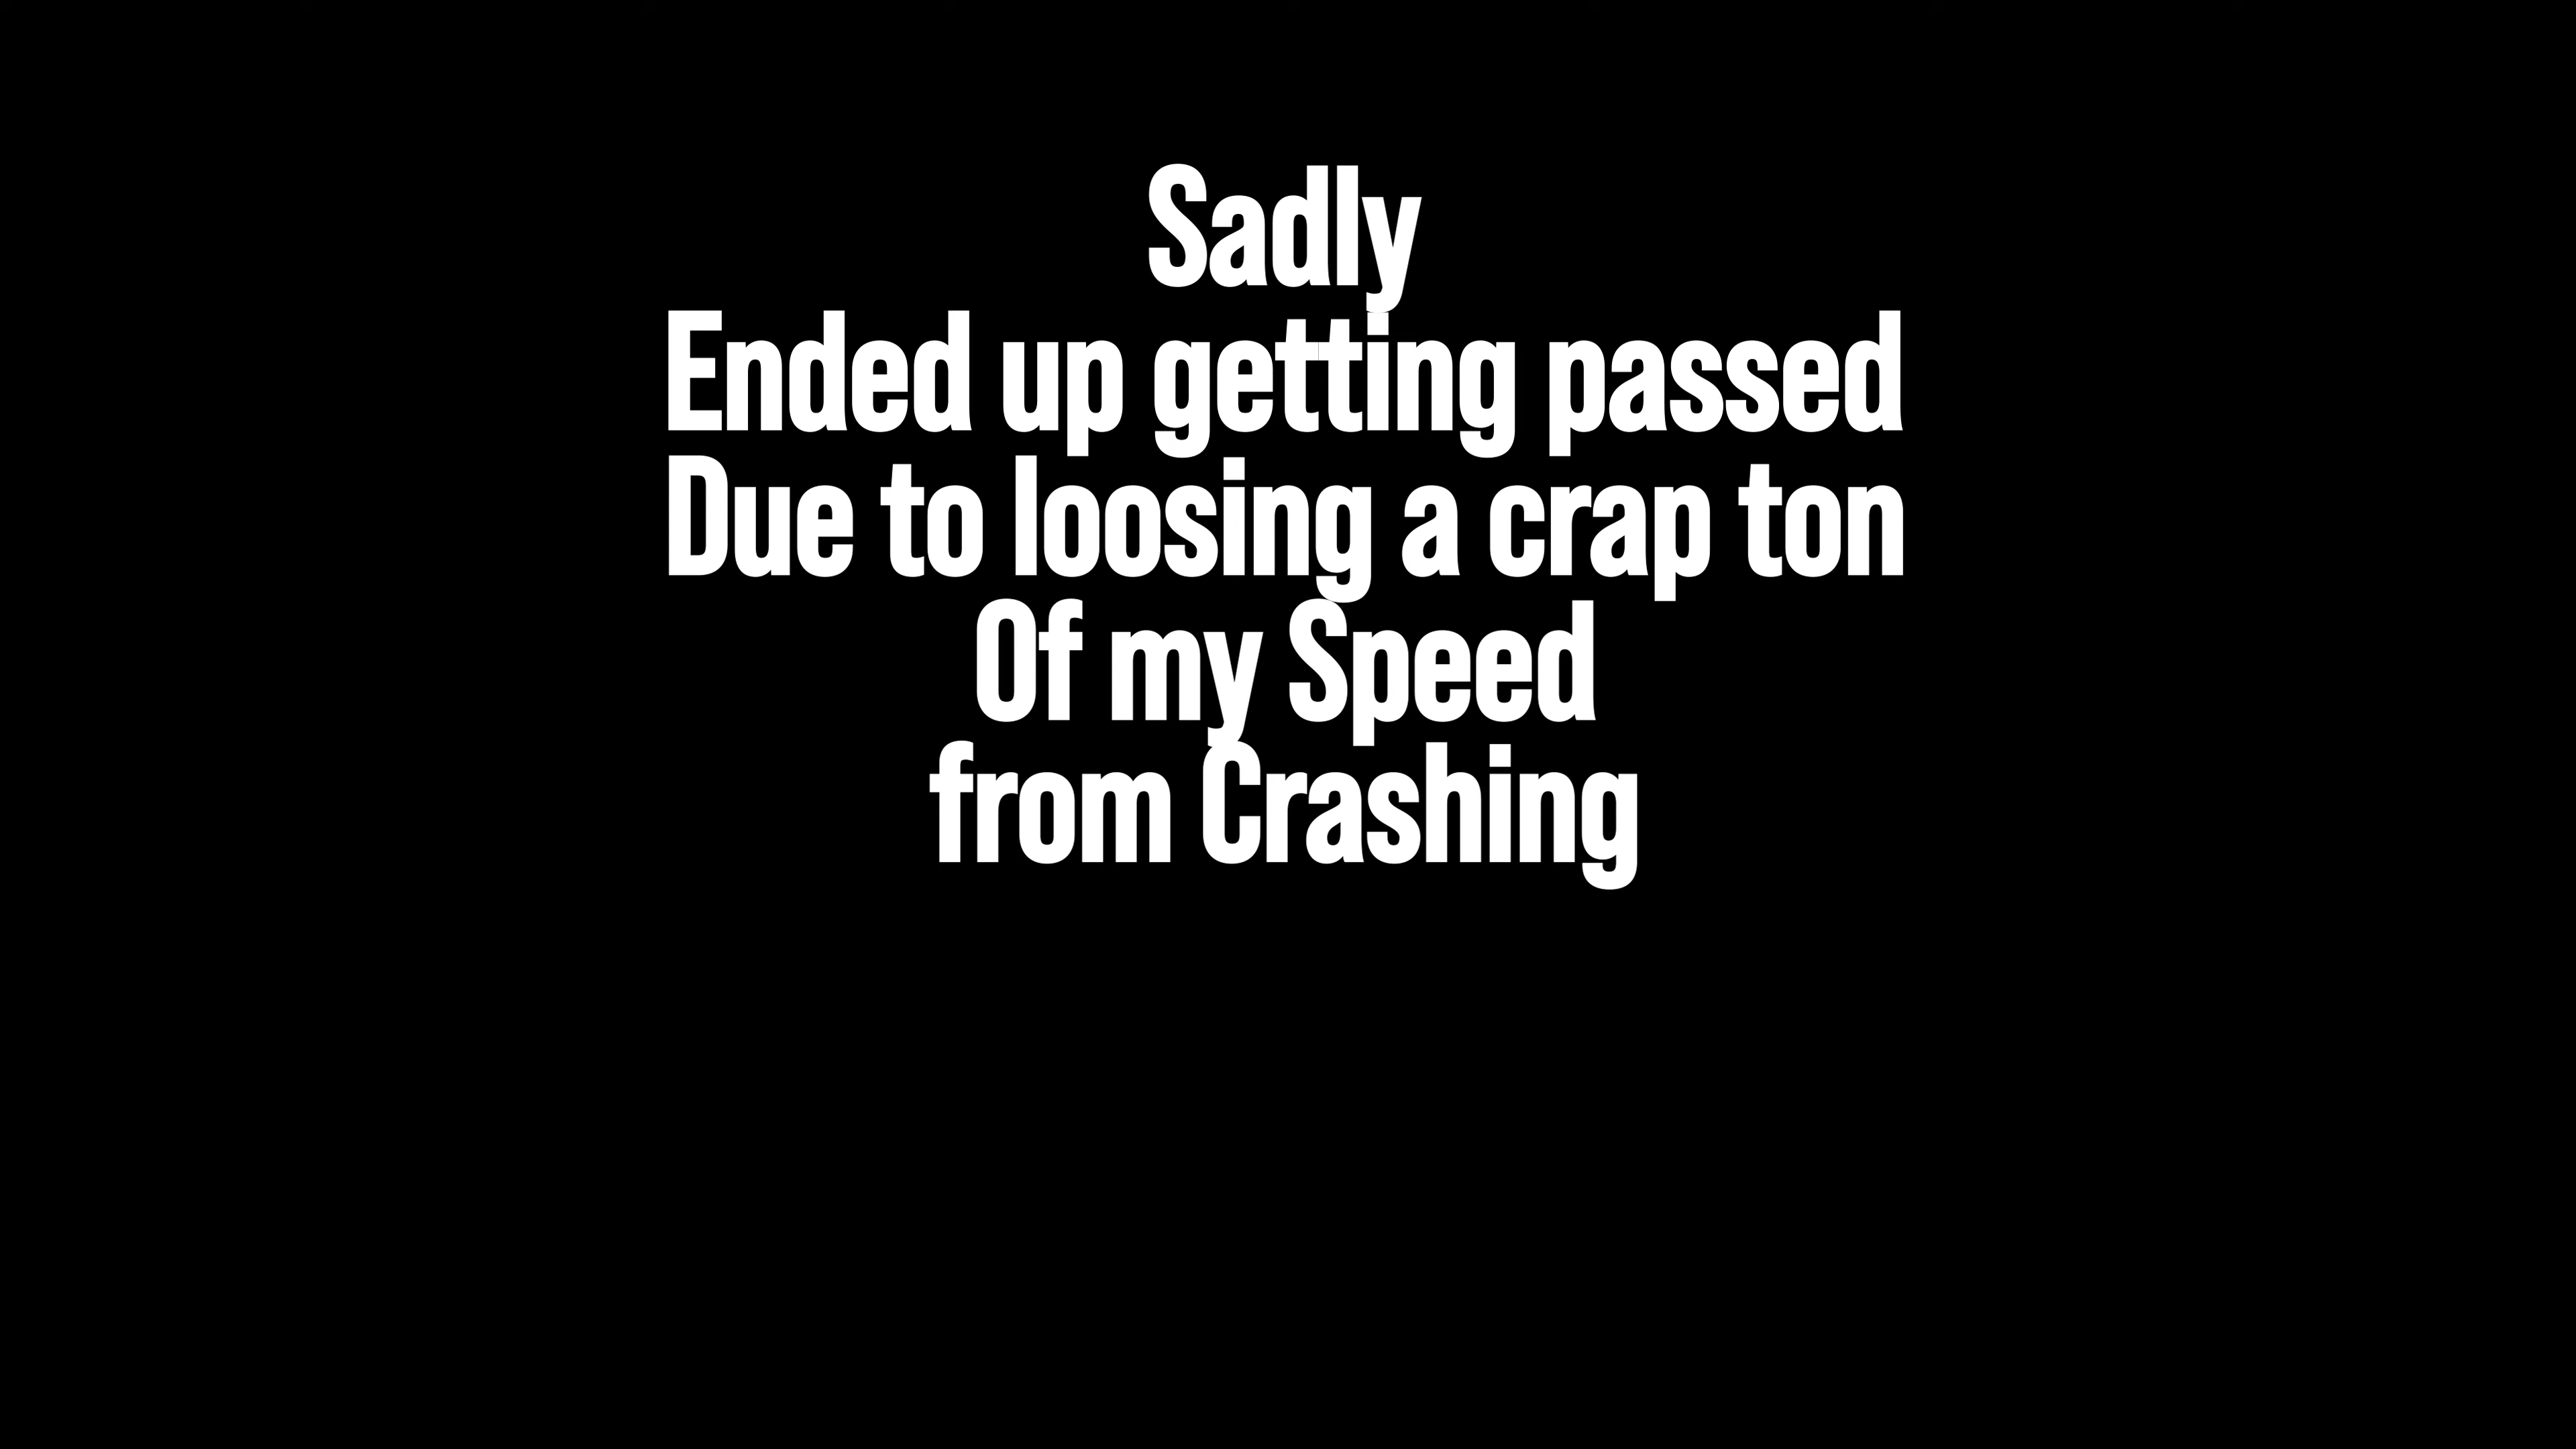 Sadly
Ended up getting passed
Due to loosing a crap ton
Of my Speed
from Crashing